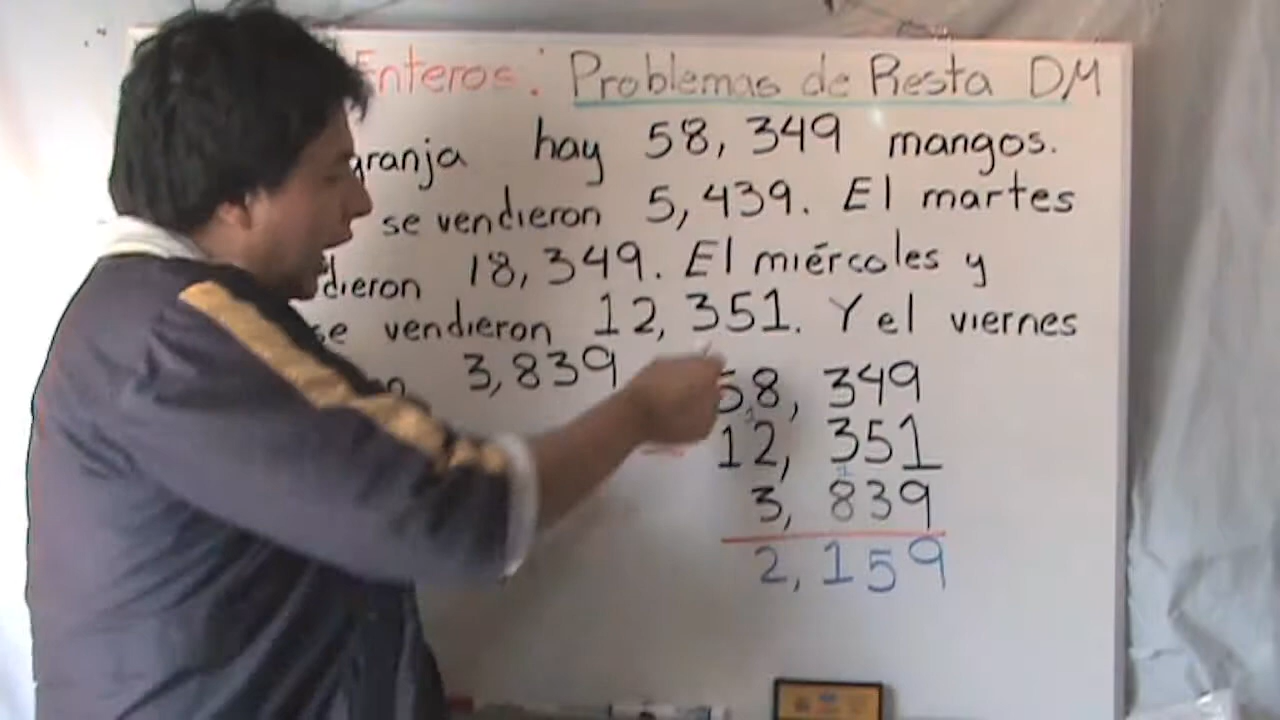 Enteros: Problemas de Resta DM
granja hay 58,349 mangos.
se vendieron 5,439. El martes
dieron 18,349. El miércoles y
se vendieron 12,351. Y el viernes
3,839
58,349
12,351
3,839
2,159